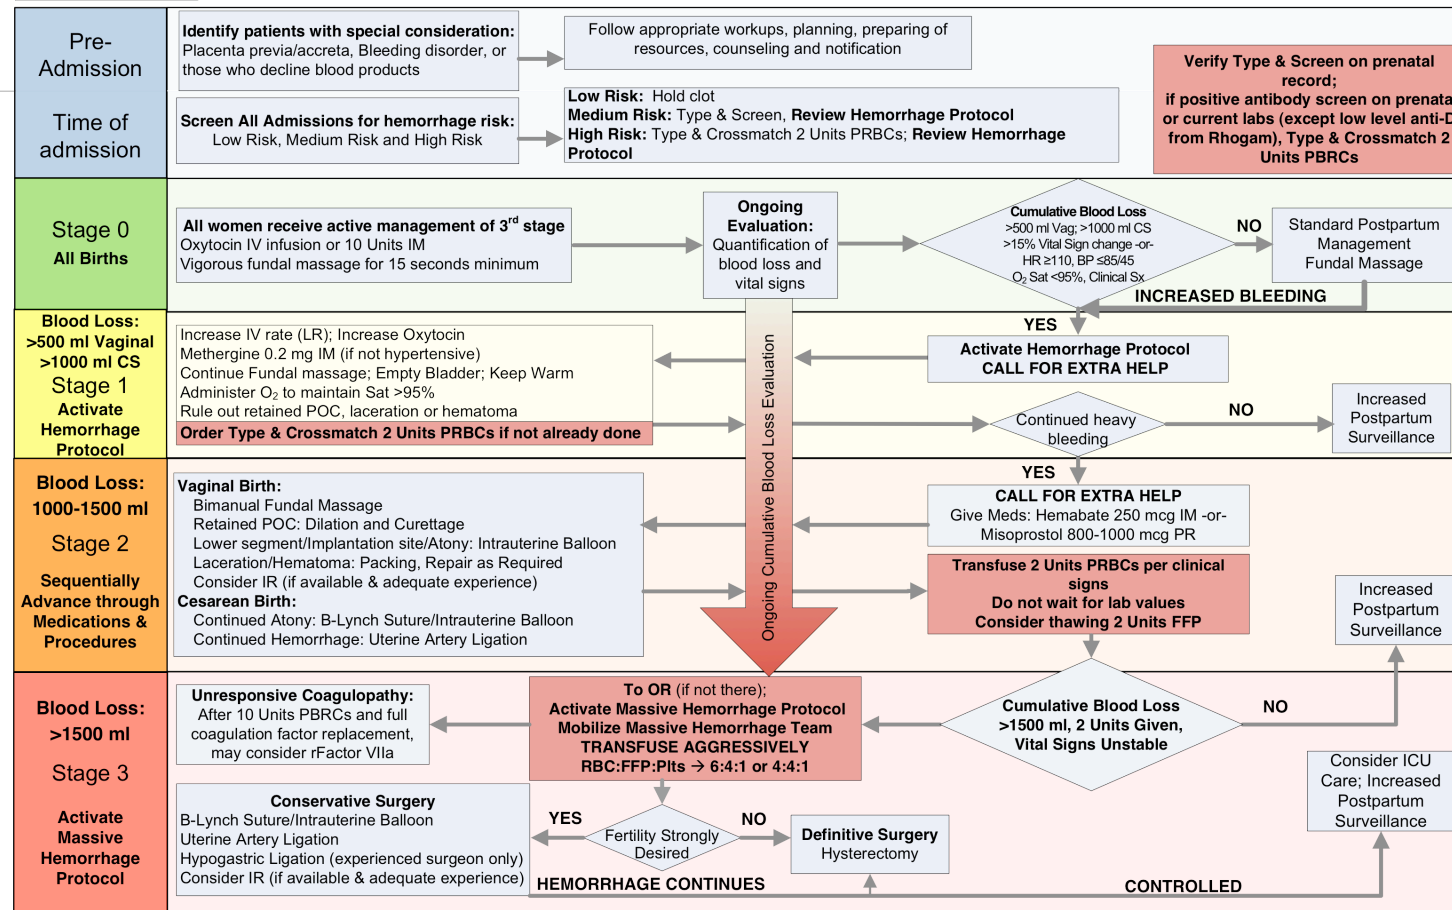 Pre-
Admission
Identify patients with special consideration:
Placenta previa/accreta, Bleeding disorder, or
those who decline blood products
Follow appropriate workups, planning, preparing of
resources, counseling and notification
Time of
admission
Screen All Admissions for hemorrhage risk:
Low Risk, Medium Risk and High Risk
Low Risk: Hold clot
Medium Risk: Type & Screen, Review Hemorrhage Protocol
High Risk: Type & Crossmatch 2 Units PRBCs; Review Hemorrhage
Protocol
Verify Type & Screen on prenatal
record;
if positive antibody screen on prenata
or current labs (except low level anti-D
from Rhogam), Type & Crossmatch 2
Units PBRCs
Stage 0
All Births
All women receive active management of 3rd stage
Oxytocin IV infusion or 10 Units IM
Vigorous fundal massage for 15 seconds minimum
Ongoing
Evaluation:
Quantification of
blood loss and
vital signs
Cumulative Blood Loss
>500 ml Vag; >1000 ml CS
>15% Vital Sign change -or-
HR ≥110, BP ≤85/45
O2 Sat <95%, Clinical Sx
NO
Standard Postpartum
Management
Fundal Massage
INCREASED BLEEDING
YES
Blood Loss:
>500 ml Vaginal
>1000 ml CS
Stage 1
Activate
Hemorrhage
Protocol
Increase IV rate (LR); Increase Oxytocin
Methergine 0.2 mg IM (if not hypertensive)
Continue Fundal massage; Empty Bladder; Keep Warm
Administer O2 to maintain Sat >95%
Rule out retained POC, laceration or hematoma
Order Type & Crossmatch 2 Units PRBCs if not already done
Ongoing Cumulative Blood Loss Evaluation
Activate Hemorrhage Protocol
CALL FOR EXTRA HELP
Continued heavy
bleeding
NO
Increased
Postpartum
Surveillance
YES
Blood Loss:
1000-1500 ml
Stage 2
Sequentially
Advance through
Medications &
Procedures
Vaginal Birth:
Bimanual Fundal Massage
Retained POC: Dilation and Curettage
Lower segment/Implantation site/Atony: Intrauterine Balloon
Laceration/Hematoma: Packing, Repair as Required
Consider IR (if available & adequate experience)
Cesarean Birth:
Continued Atony: B-Lynch Suture/Intrauterine Balloon
Continued Hemorrhage: Uterine Artery Ligation
CALL FOR EXTRA HELP
Give Meds: Hemabate 250 mcg IM -or-
Misoprostol 800-1000 mcg PR
Transfuse 2 Units PRBCs per clinical
signs
Do not wait for lab values
Consider thawing 2 Units FFP
Increased
Postpartum
Surveillance
Blood Loss:
>1500 ml
Stage 3
Activate
Massive
Hemorrhage
Protocol
Unresponsive Coagulopathy:
After 10 Units PBRCs and full
coagulation factor replacement,
may consider rFactor VIIa
To OR (if not there);
Activate Massive Hemorrhage Protocol
Mobilize Massive Hemorrhage Team
TRANSFUSE AGGRESSIVELY
RBC:FFP:Plts → 6:4:1 or 4:4:1
Cumulative Blood Loss
>1500 ml, 2 Units Given,
Vital Signs Unstable
NO
Conservative Surgery
B-Lynch Suture/Intrauterine Balloon
Uterine Artery Ligation
Hypogastric Ligation (experienced surgeon only)
Consider IR (if available & adequate experience)
YES
Fertility Strongly
Desired
NO
Definitive Surgery
Hysterectomy
Consider ICU
Care; Increased
Postpartum
Surveillance
HEMORRHAGE CONTINUES
CONTROLLED